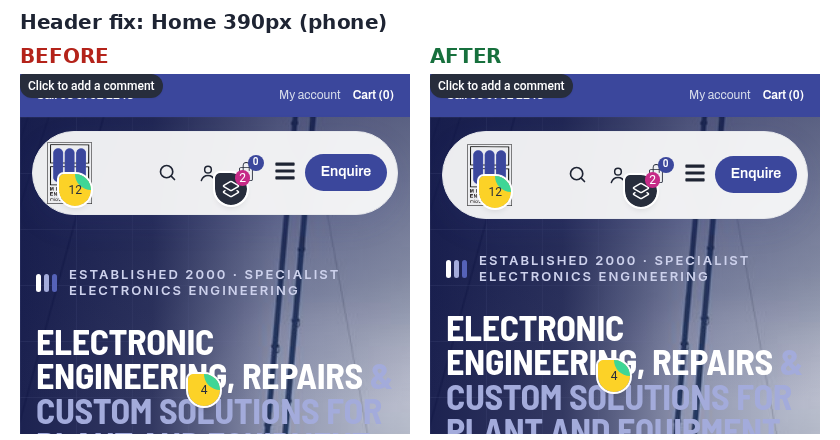 Header fix: Home 390px (phone)
BEFORE
AFTER
Click to add a comment
My account Cart (0)
0
2
12
Enquire
ESTABLISHED 2000 · SPECIALIST
ELECTRONICS ENGINEERING
ELECTRONIC
ENGINEERING, REPAIRS &
4
CUSTOM SOLUTIONS FOR
Click to add a comment
My account Cart (0)
0
2
12
Enquire
ESTABLISHED 2000 · SPECIALIST
ELECTRONICS ENGINEERING
ELECTRONIC
ENGINEERING, REPAIRS &
4
CUSTOM SOLUTIONS FOR
PLANT AND EQUIPMENT